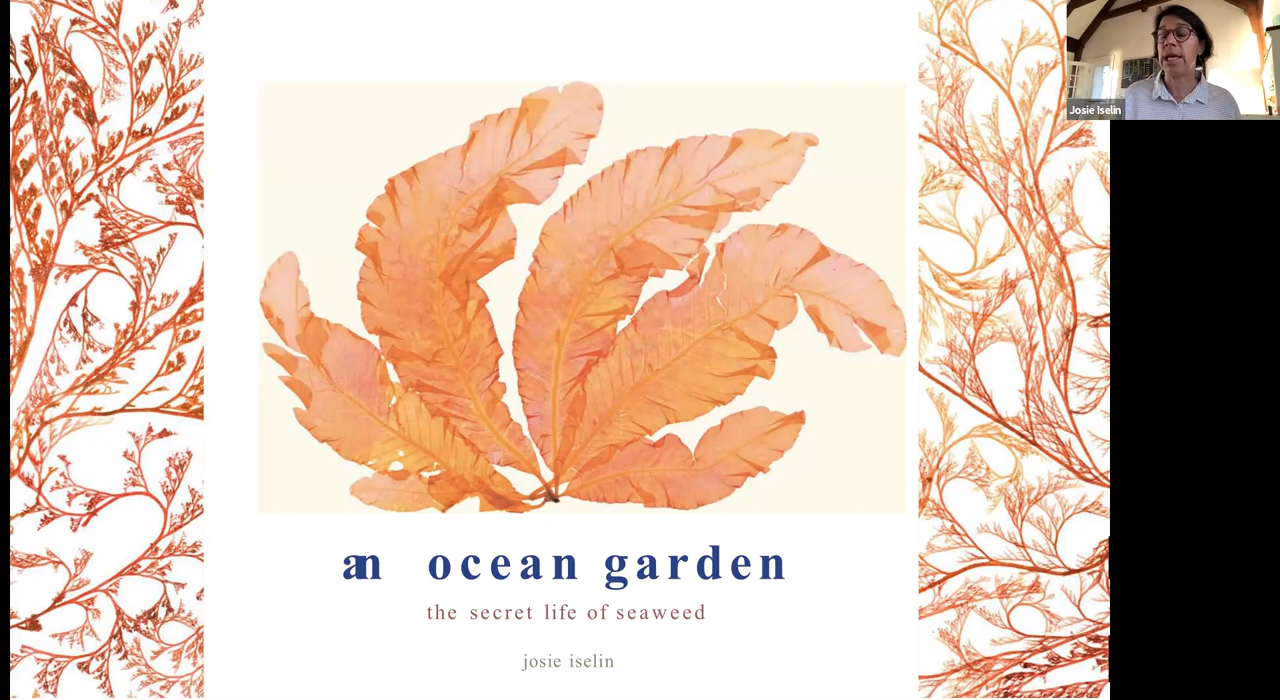 Josie Iselin
an ocean garden
the secret life of seaweed
josie iselin